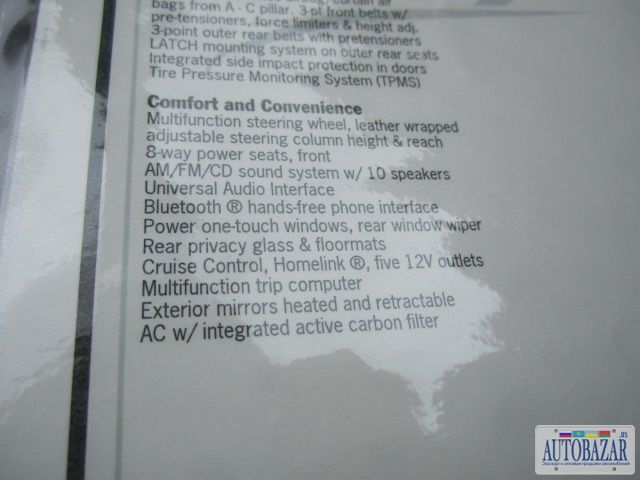 bags from A - C pillar, 3-pt front belts w/
pre-tensioners, force limiters & height adj.
3-point outer rear belts with pretensioners
LATCH mounting system on outer rear seats
Integrated side impact protection in doors
Tire Pressure Monitoring System (TPMS)
Comfort and Convenience
Multifunction steering wheel, leather wrapped
adjustable steering column height & reach
8-way power seats, front
AM/FM/CD sound system w/ 10 speakers
Universal Audio Interface
Bluetooth ® hands-free phone interface
Power one-touch windows, rear window wiper
Rear privacy glass & floormats
Cruise Control, Homelink ®, five 12V outlets
Multifunction trip computer
Exterior mirrors heated and retractable
AC w/ integrated active carbon filter
.us
AUTOBAZAR
Экспорт и оптовые продажи автомобилей